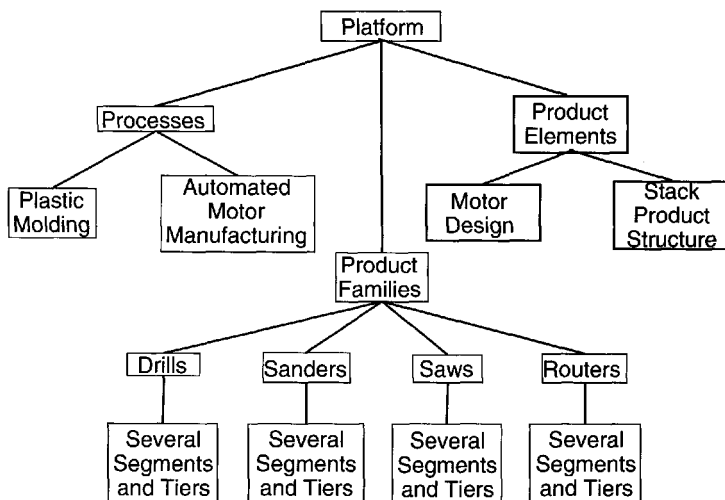 Platform
Processes
Product
Elements
Plastic
Molding
Automated
Motor
Manufacturing
Motor
Design
Stack
Product
Structure
Product
Families
Drills
Sanders
Saws
Routers
Several
Segments
and Tiers
Several
Segments
and Tiers
Several
Segments
and Tiers
Several
Segments
and Tiers